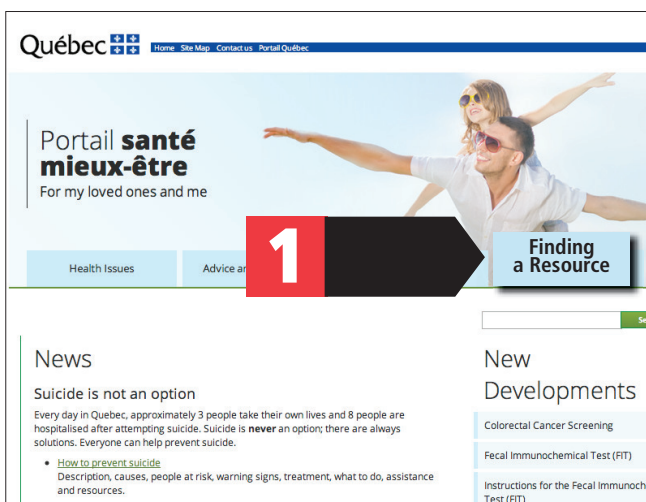 Québec
Home Site Map Contact us Portail Québec
Portail santé
mieux-être
For my loved ones and me
1
Finding
a Resource
Health Issues
Advice
News
Suicide is not an option
Every day in Quebec, approximately 3 people take their own lives and 8 people are
hospitalised after attempting suicide. Suicide is never an option; there are always
solutions. Everyone can help prevent suicide.
• How to prevent suicide
Description, causes, people at risk, warning signs, treatment, what to do, assistance
and resources.
New
Developments
Colorectal Cancer Screening
Fecal Immunochemical Test (FIT)
Instructions for the Fecal Immunoch
Test (FIT)